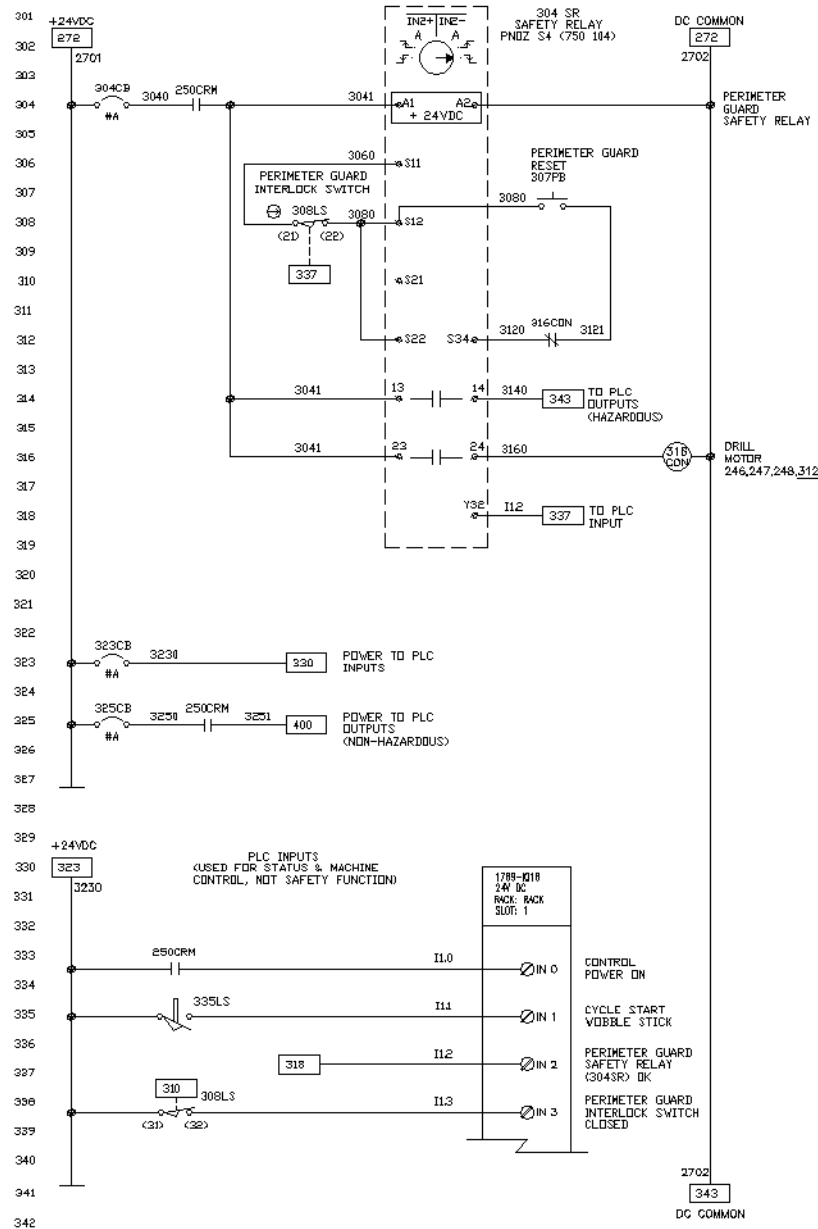 301
+24VDC
272
2701
IN2+ IN2-
A A
304 SR
SAFETY RELAY
PNOZ S4 (750 104)
DC COMMON
272
2702
302
303
304CB
#A
3040
250CRM
304
3041
A1 A2
+ 24VDC
PERIMETER
GUARD
SAFETY RELAY
305
306
3060
S11
PERIMETER GUARD
INTERLOCK SWITCH
PERIMETER GUARD
RESET
307PB
307
308LS
3080
3080
308
(21) (22)
S12
309
337
310
S21
311
312
S22 S34
3120
316CON
3121
313
314
3041
13 14
3140
343
TO PLC
OUTPUTS
(HAZARDOUS)
315
316
3041
23 24
3160
316
CON
DRILL
MOTOR
246,247,248,312
317
318
Y32
I1.2
337
TO PLC
INPUT
319
320
321
322
323CB
#A
323
3230
330
POWER TO PLC
INPUTS
324
325CB
#A
325
3250
250CRM
3251
400
POWER TO PLC
OUTPUTS
(NON-HAZARDOUS)
326
327
328
329
+24VDC
330
323
3230
PLC INPUTS
(USED FOR STATUS & MACHINE
CONTROL, NOT SAFETY FUNCTION)
24V DC
RACK: RACK
SLOT: 1
331
332
333
250CRM
I1.0
IN 0
CONTROL
POWER ON
334
335
335LS
I1.1
IN 1
CYCLE START
WOBBLE STICK
336
337
318
I1.2
IN 2
PERIMETER GUARD
SAFETY RELAY
(304SR) OK
338
310
308LS
(31) (32)
I1.3
IN 3
PERIMETER GUARD
INTERLOCK SWITCH
CLOSED
339
340
341
2702
343
DC COMMON
342